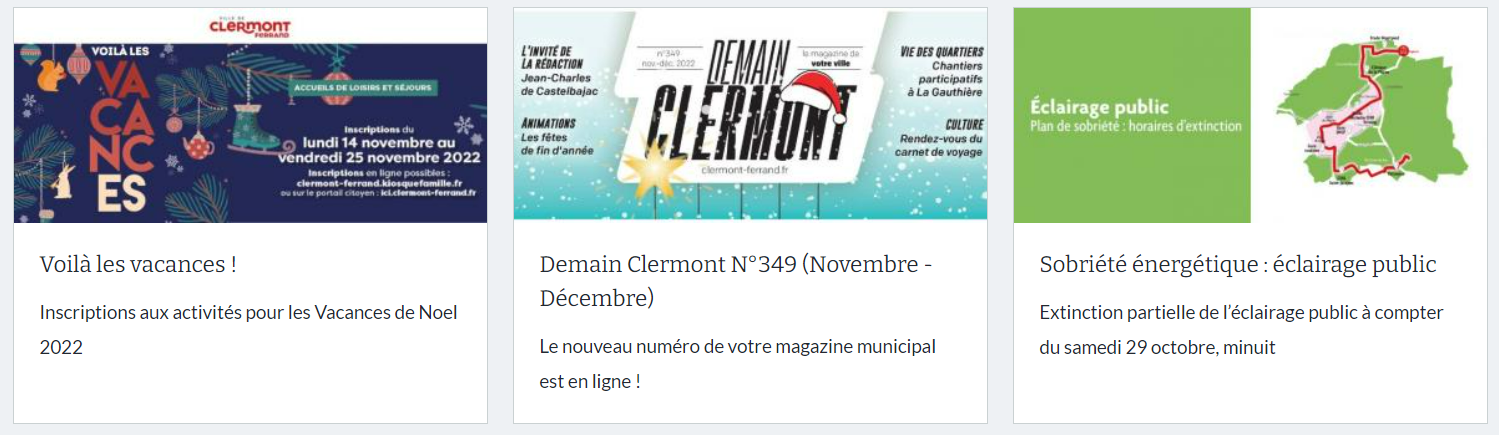 VILLE DE
CLERMONT
FERRAND
VOILÀ LES
VA
CA
NC
ES
ACCUEILS DE LOISIRS ET SÉJOURS
Inscriptions du
lundi 14 novembre au
vendredi 25 novembre 2022
Inscriptions en ligne possibles :
clermont-ferrand.kiosquefamille.fr
ou sur le portail citoyen : ici.clermont-ferrand.fr
Voilà les vacances !
Inscriptions aux activités pour les Vacances de Noel
2022
L'INVITÉ DE
LA RÉDACTION
Jean-Charles
de Castelbajac
ANIMATIONS
Les fêtes
de fin d'année
n°349
nov-déc. 2022
DEMAIN
CLERMONT
le magazine de
votre ville
clermont-ferrand.fr
VIE DES QUARTIERS
Chantiers
participatifs
à La Gauthière
CULTURE
Rendez-vous du
carnet de voyage
Demain Clermont N°349 (Novembre -
Décembre)
Le nouveau numéro de votre magazine municipal
est en ligne !
Éclairage public
Plan de sobriété : horaires d'extinction
Sobriété énergétique : éclairage public
Extinction partielle de l'éclairage public à compter
du samedi 29 octobre, minuit